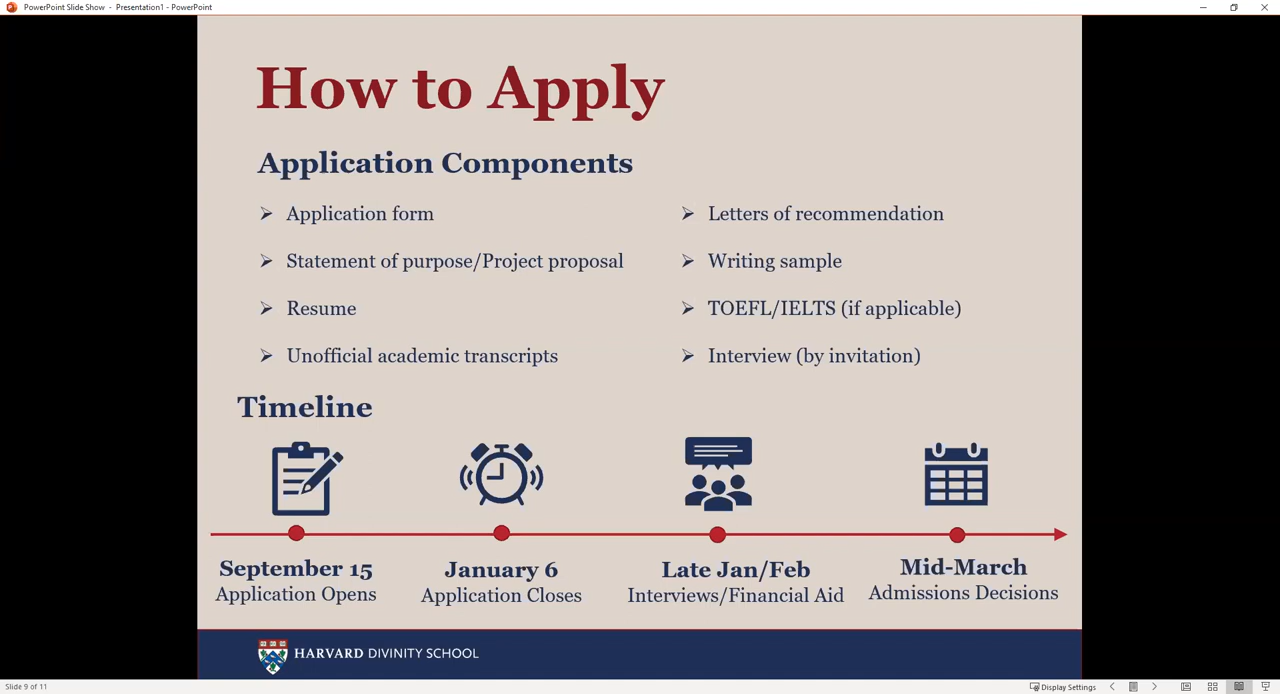 PowerPoint Slide Show - Presentation1 - PowerPoint
How to Apply
Application Components
Application form
Statement of purpose/Project proposal
Resume
Unofficial academic transcripts
Letters of recommendation
Writing sample
TOEFL/IELTS (if applicable)
Interview (by invitation)
Timeline
September 15
Application Opens
January 6
Application Closes
Late Jan/Feb
Interviews/Financial Aid
Mid-March
Admissions Decisions
HARVARD DIVINITY SCHOOL
Slide 9 of 11
Display Settings